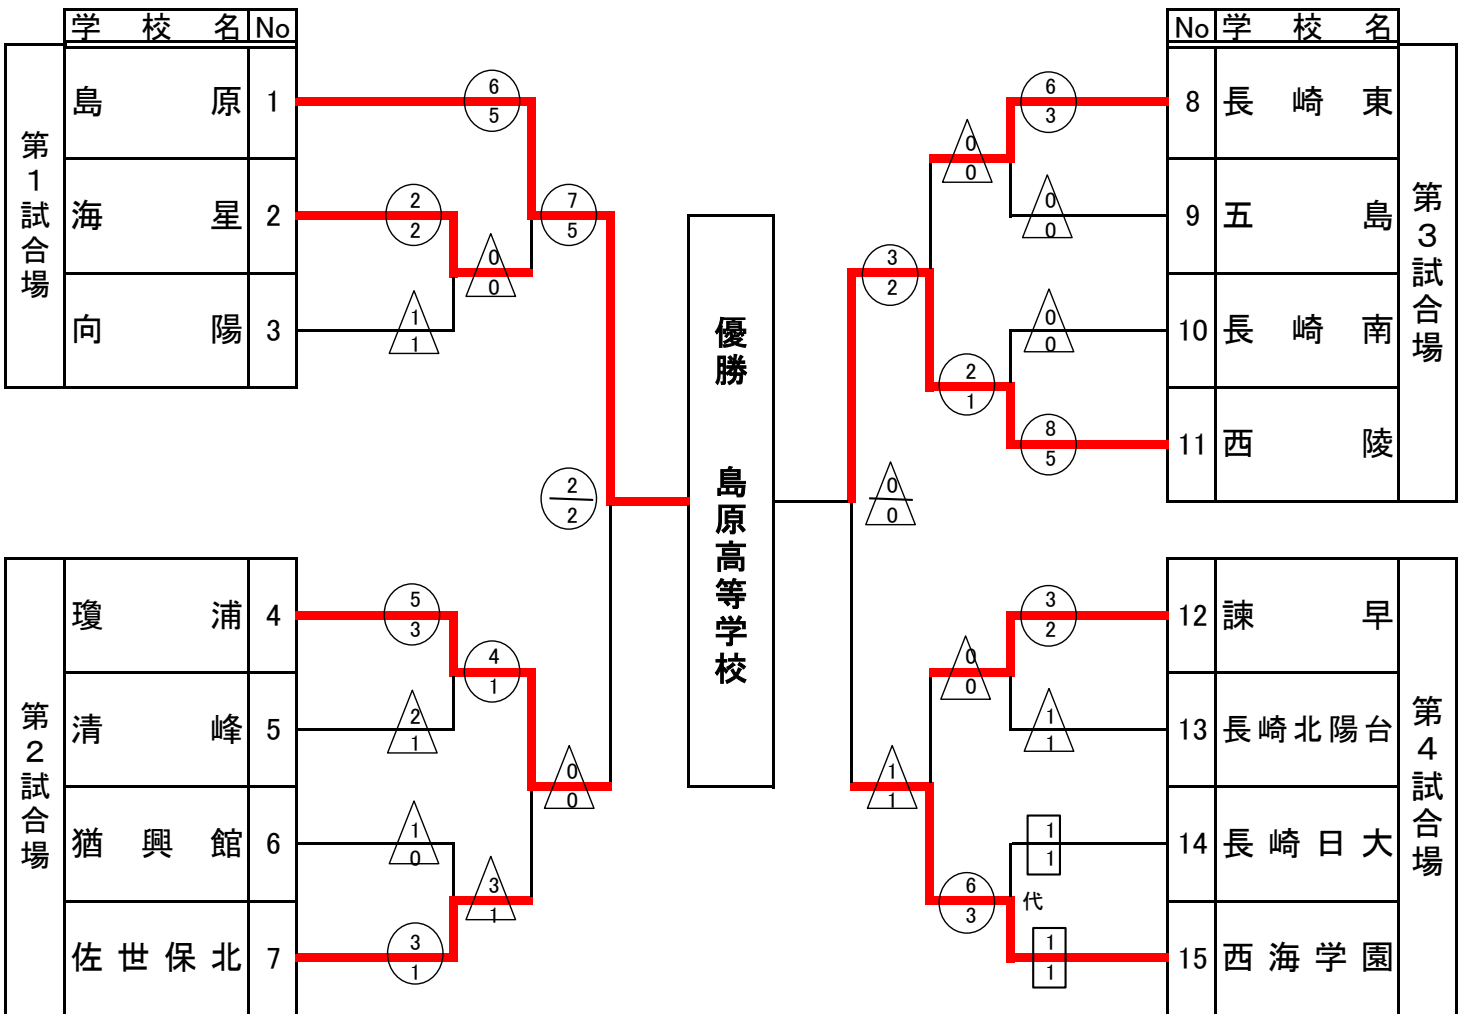 学 校 名 No
第1試合場
島 原 1
海 星 2
向 陽 3
6
5
2
2
1
1
0
0
7
5
第2試合場
瓊 浦 4
清 峰 5
猶 興 館 6
佐世保北 7
5
3
2
1
4
1
1
0
3
1
3
1
0
0
2
2
優勝 島原高等学校
0
0
No 学 校 名
第3試合場
8 長 崎 東
9 五 島
10 長 崎 南
11 西 陵
6
3
0
0
0
0
0
0
8
5
2
1
3
2
第4試合場
12 諫 早
13 長崎北陽台
14 長崎日大
15 西海学園
3
2
1
1
0
0
1
1
1
1
代
1
1
6
3